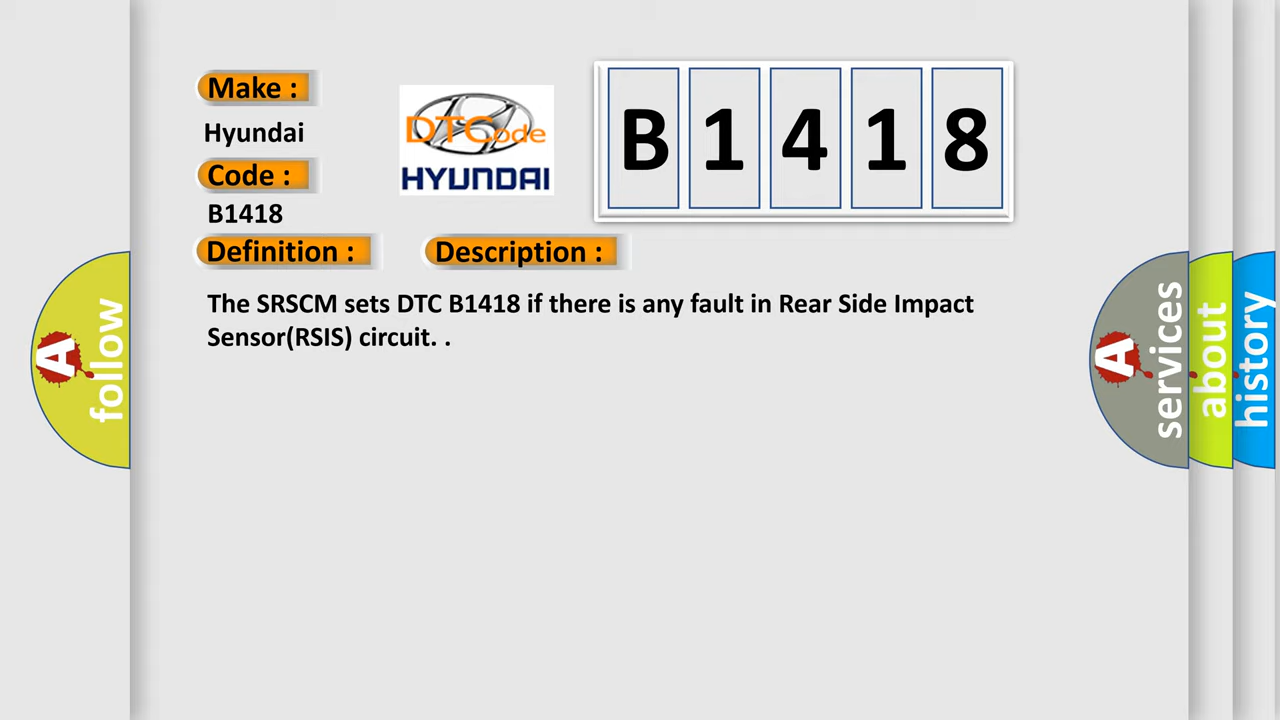 Make :
Hyundai
Code :
B1418
DTCode
HYUNDAI
B 1 4 1 8
Definition :
Description :
The SRSCM sets DTC B1418 if there is any fault in Rear Side Impact
Sensor(RSIS) circuit. .
A
follow
A
services
about
history